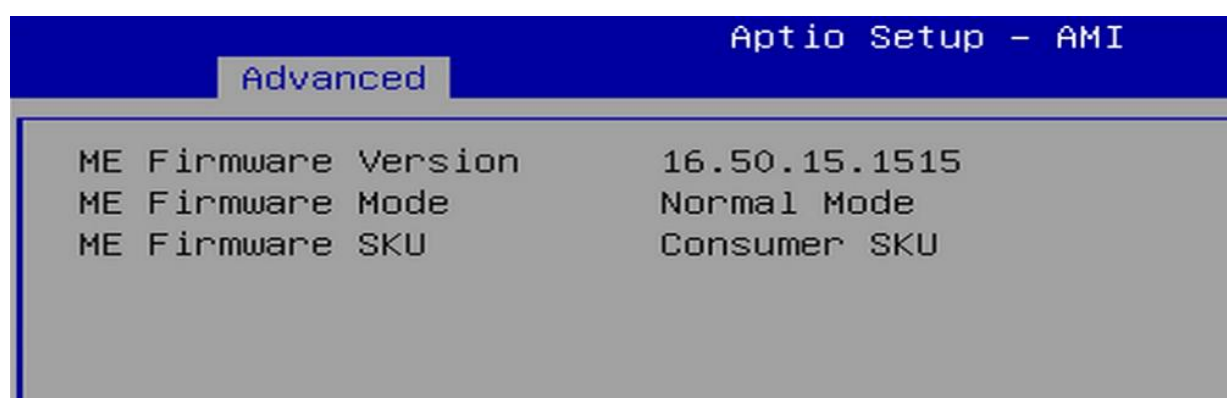 Aptio Setup – AMI
Advanced
ME Firmware Version 16.50.15.1515
ME Firmware Mode Normal Mode
ME Firmware SKU Consumer SKU